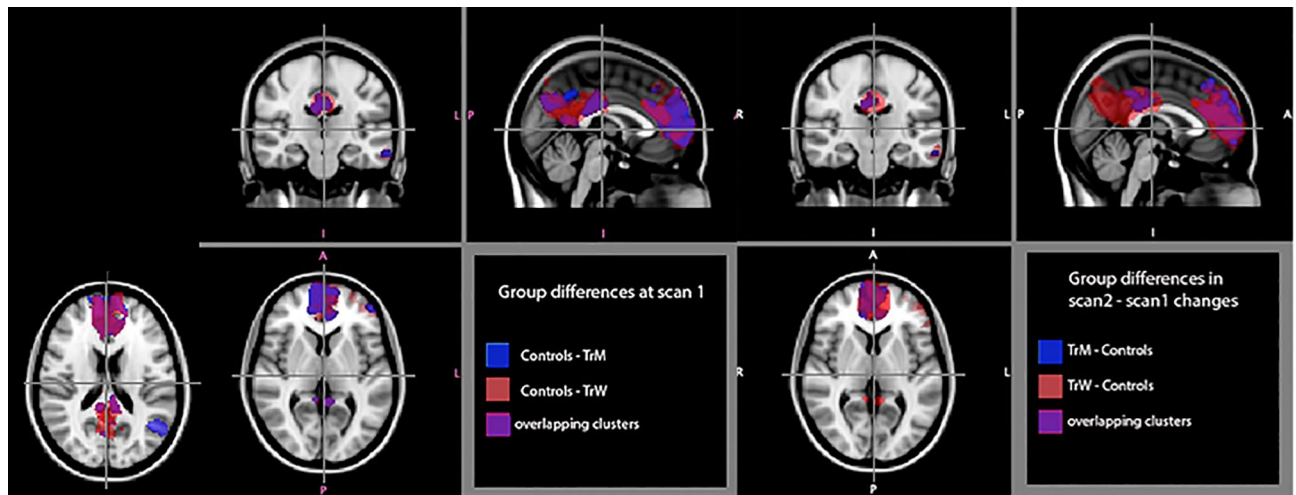 L P
A R
L P
A
I
I
I
I
A
A
Group differences at scan 1
Controls - TrM
Controls - TrW
overlapping clusters
L
R
L
Group differences in
scan2 - scan1 changes
TrM - Controls
TrW - Controls
overlapping clusters
P
P